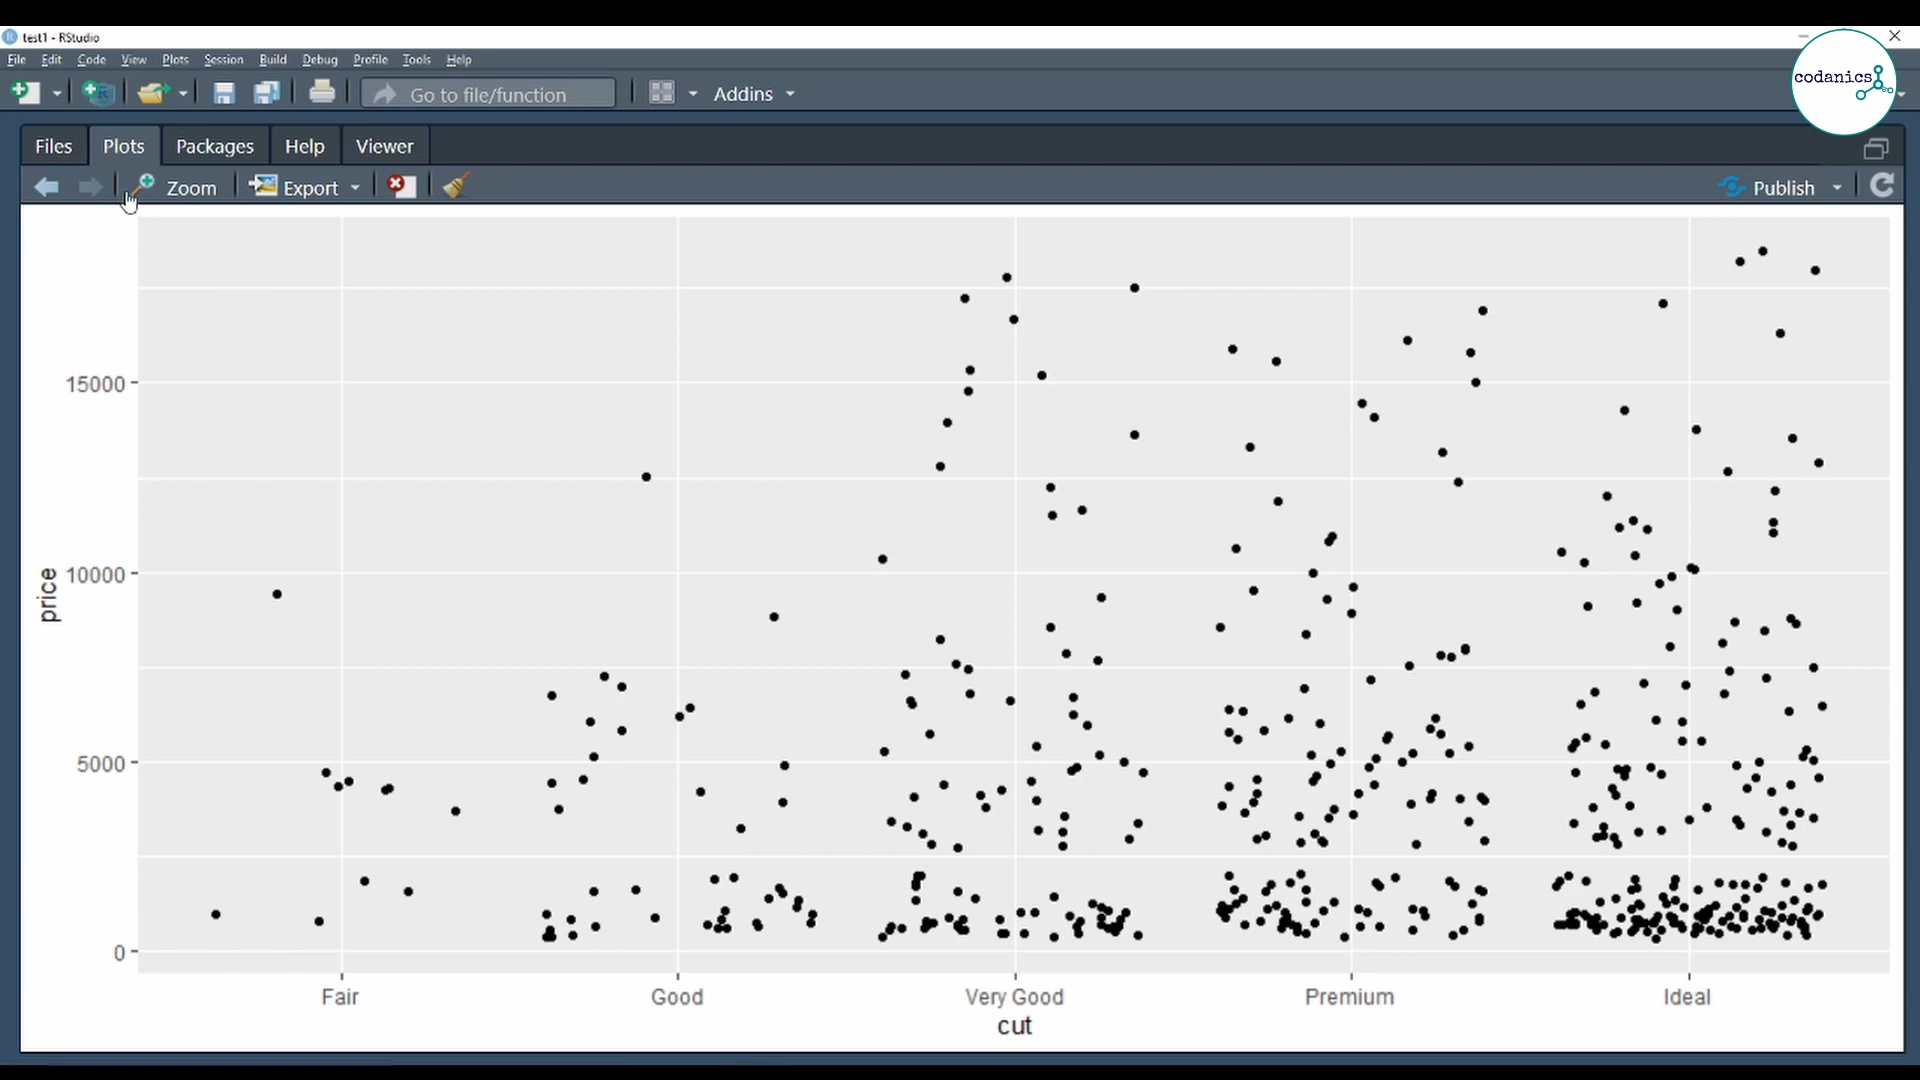 test1 - RStudio
File Edit Code View Plots Session Build Debug Profile Tools Help
Go to file/function Addins
codanics
Files Plots Packages Help Viewer
Zoom Export Publish
15000
10000
5000
0
price
Fair Good Very Good Premium Ideal
cut